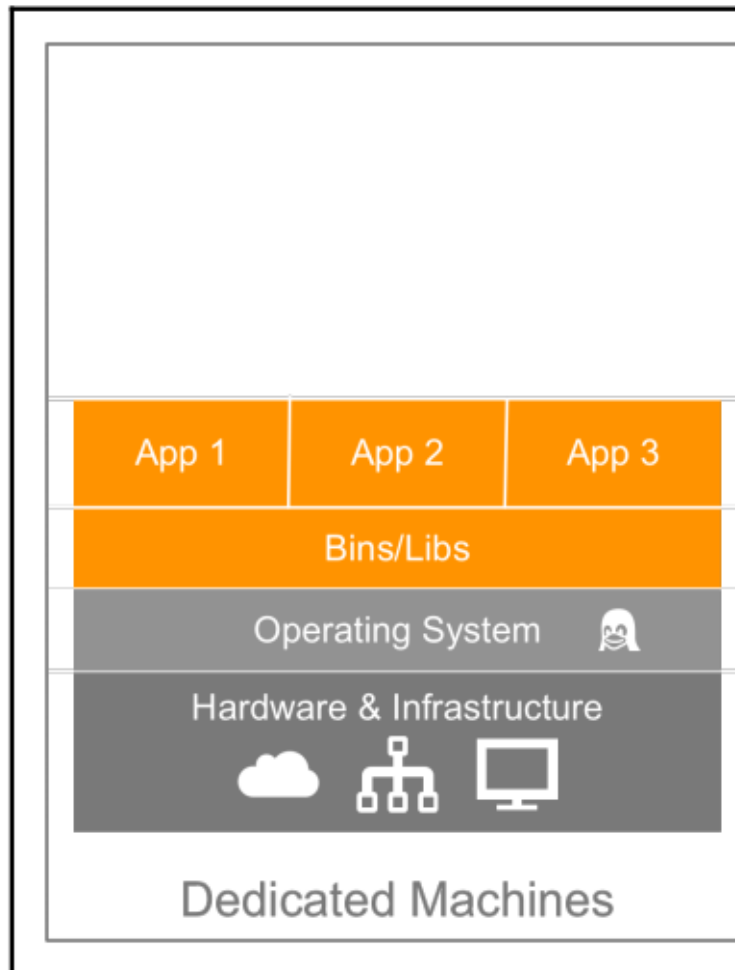 App 1
App 2
App 3
Bins/Libs
Operating System
Hardware & Infrastructure
Dedicated Machines